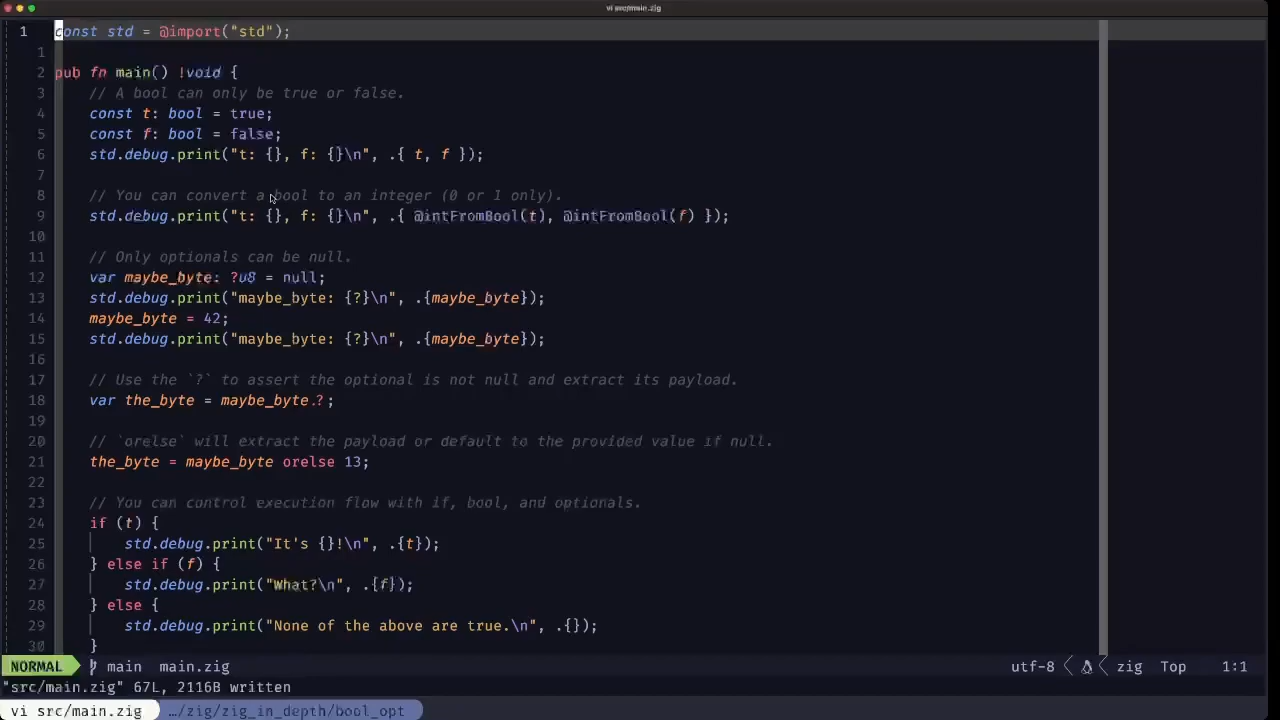 vi src/main.zig
1 const std = @import("std");
1
2 pub fn main() !void {
3 // A bool can only be true or false.
4 const t: bool = true;
5 const f: bool = false;
6 std.debug.print("t: {}, f: {}\n", .{ t, f });
7
8 // You can convert a bool to an integer (0 or 1 only).
9 std.debug.print("t: {}, f: {}\n", .{ @intFromBool(t), @intFromBool(f) });
10
11 // Only optionals can be null.
12 var maybe_byte: ?u8 = null;
13 std.debug.print("maybe_byte: {?}\n", .{maybe_byte});
14 maybe_byte = 42;
15 std.debug.print("maybe_byte: {?}\n", .{maybe_byte});
16
17 // Use the `?` to assert the optional is not null and extract its payload.
18 var the_byte = maybe_byte.?;
19
20 // `orelse` will extract the payload or default to the provided value if null.
21 the_byte = maybe_byte orelse 13;
22
23 // You can control execution flow with if, bool, and optionals.
24 if (t) {
25 std.debug.print("It's {}!\n", .{t});
26 } else if (f) {
27 std.debug.print("What?\n", .{f});
28 } else {
29 std.debug.print("None of the above are true.\n", .{});
30 }
NORMAL main main.zig utf-8 zig Top 1:1
"src/main.zig" 67L, 2116B written
vi src/main.zig …/zig/zig_in_depth/bool_opt